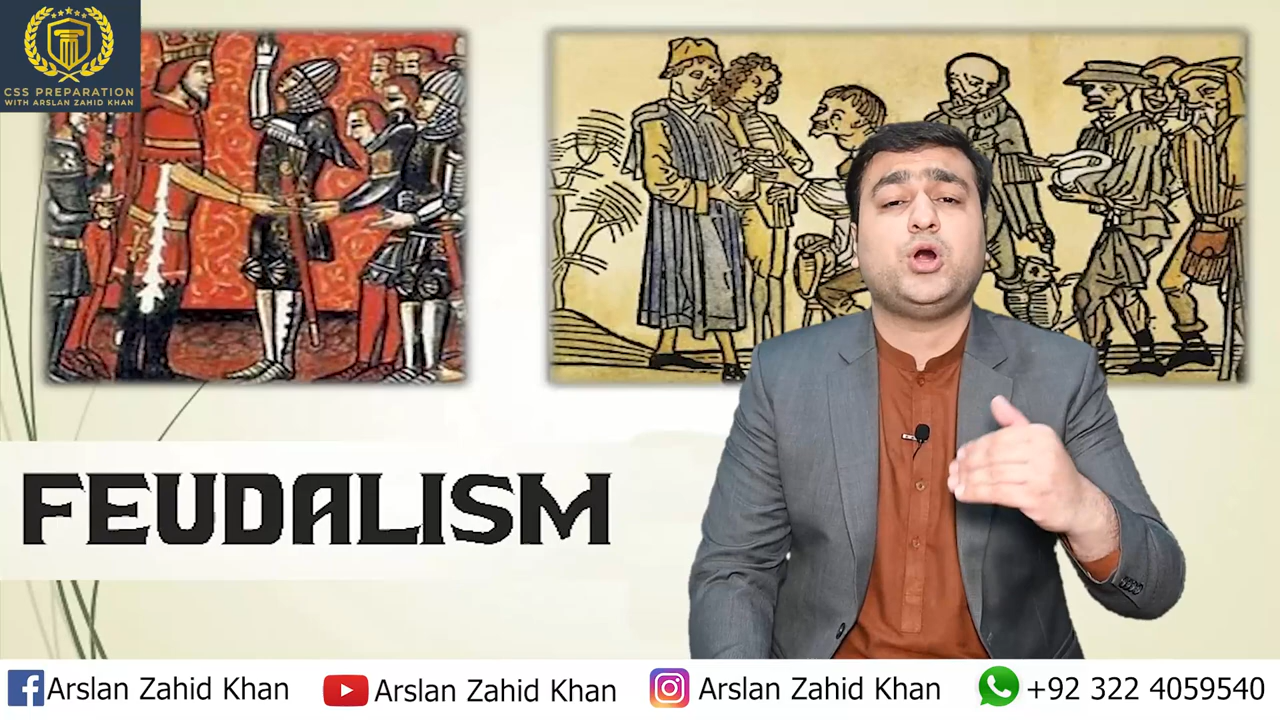 CSS PREPARATION
WITH ARSLAN ZAHID KHAN
FEUDALISM
Arslan Zahid Khan
Arslan Zahid Khan
Arslan Zahid Khan
+92 322 4059540